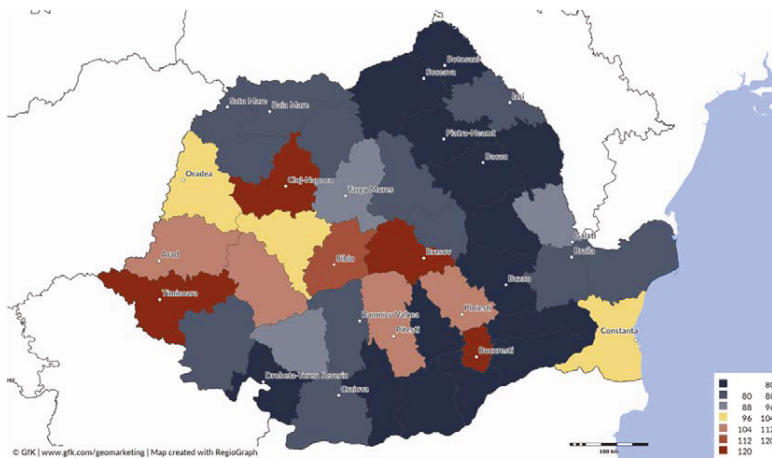 Botosani
Suceava
Satu Mare
Baia Mare
Iasi
Piatra-Neamt
Bacau
Oradea
Cluj-Napoca
Targu Mures
Galati
Arad
Sibiu
Brasov
Braila
Timisoara
Buzau
Ramnicu Valcea
Ploiesti
Pitesti
Constanta
Bucuresti
Drobeta-Turnu Severin
Craiova
80
80 88
88 96
96 104
104 112
112 120
120
100 km
© GfK | www.gfk.com/geomarketing | Map created with RegioGraph